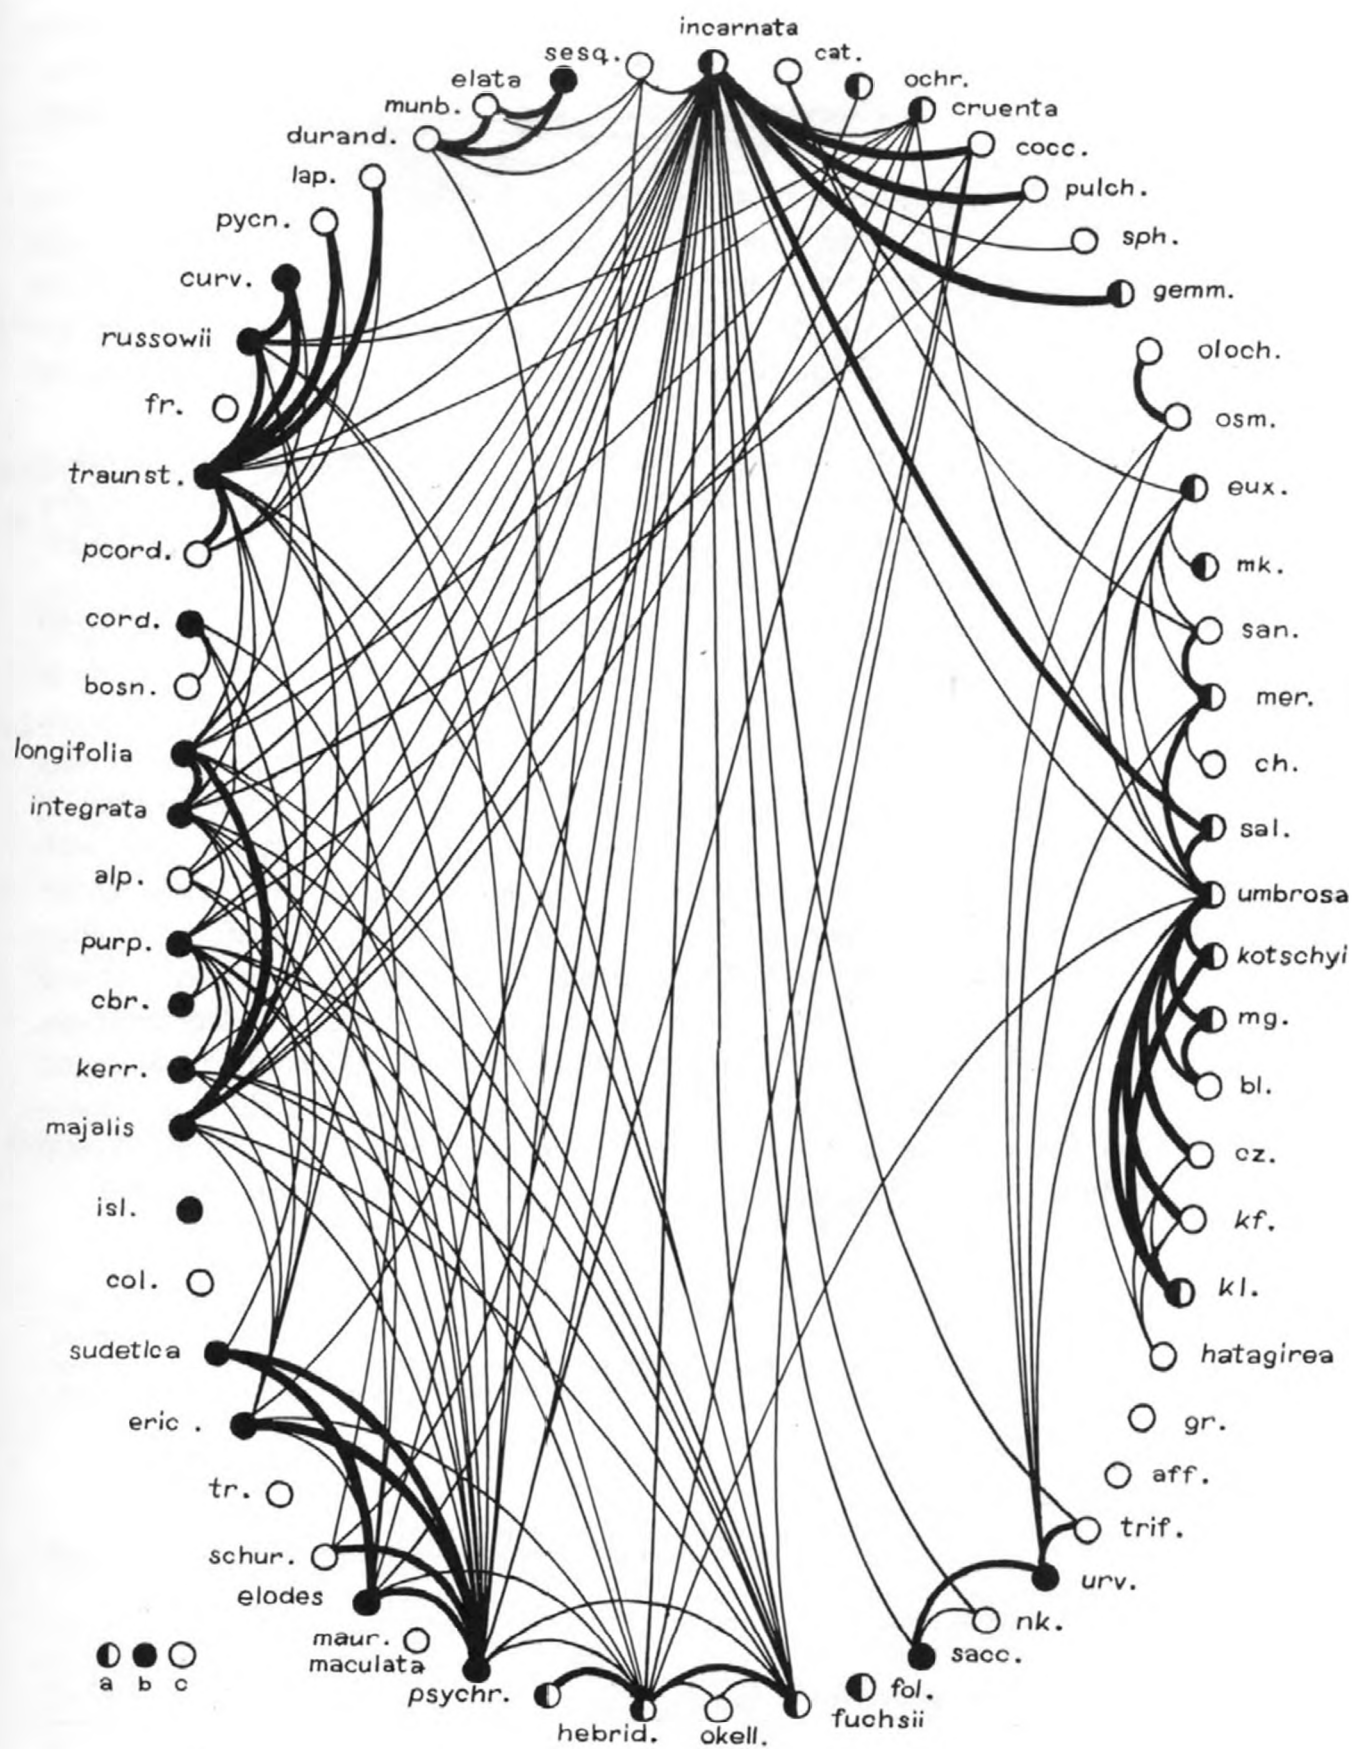 incarnata
sesq.
cat.
elata
ochr.
munb.
cruenta
durand.
cocc.
lap.
pulch.
pycn.
sph.
curv.
gemm.
russowii
oloch.
fr.
osm.
traunst.
eux.
pcord.
mk.
cord.
san.
bosn.
mer.
longifolia
ch.
integrata
sal.
alp.
umbrosa
purp.
kotschyi
cbr.
mg.
kerr.
bl.
majalis
cz.
isl.
kf.
col.
kl.
sudetica
hatagirea
eric .
gr.
tr.
aff.
schur.
trif.
elodes
urv.
maur.
nk.
maculata
sacc.
psychr.
fol.
hebrid.
okell.
fuchsii
a b c